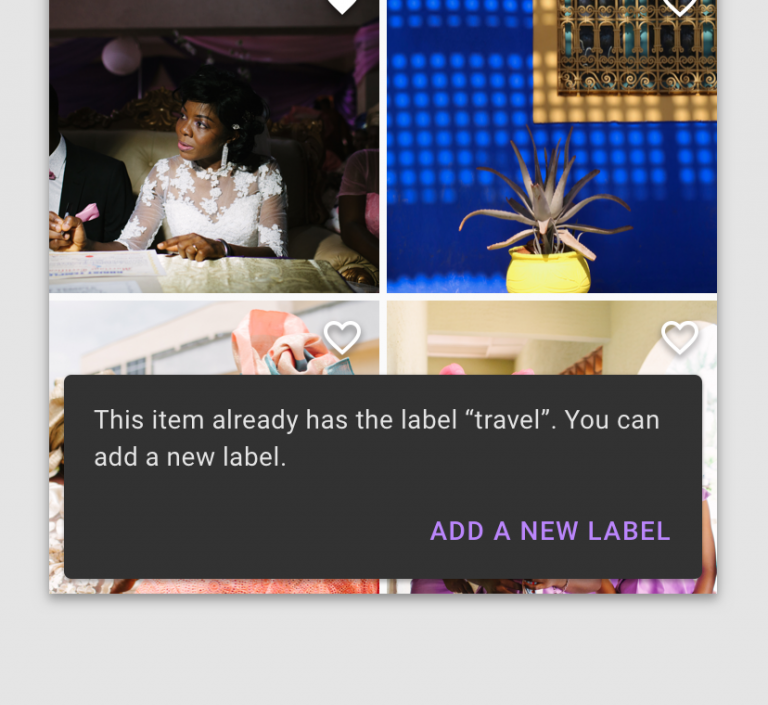 This item already has the label “travel”. You can
add a new label.
ADD A NEW LABEL